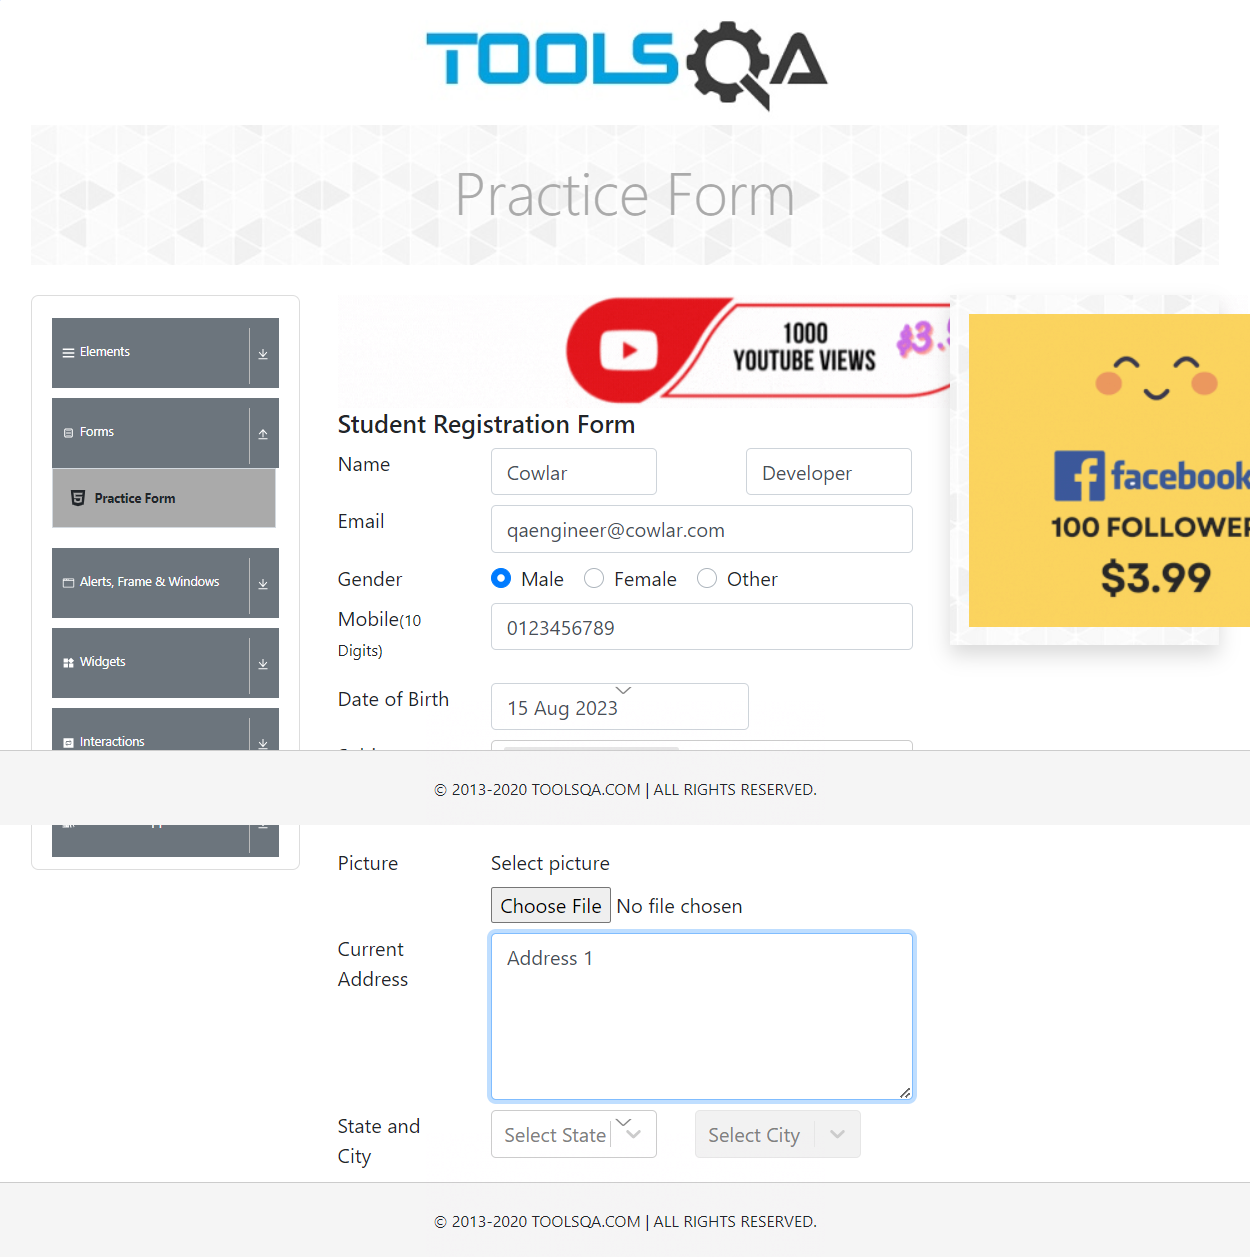 TOOLSQA
Practice Form
Elements
Forms
Practice Form
Alerts, Frame & Windows
Widgets
Interactions
1000
YOUTUBE VIEWS
Student Registration Form
Name
Cowlar
Developer
Email
qaengineer@cowlar.com
Gender
Male
Female
Other
Mobile(10
Digits)
0123456789
Date of Birth
15 Aug 2023
facebook
100
$3.99
© 2013-2020 TOOLSQA.COM | ALL RIGHTS RESERVED.
Picture
Select picture
Choose File
No file chosen
Current
Address
Address 1
State and
City
Select State
Select City
© 2013-2020 TOOLSQA.COM | ALL RIGHTS RESERVED.